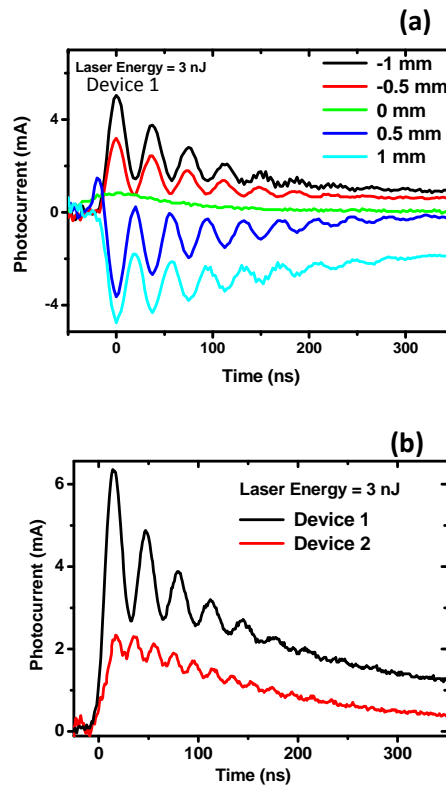 (a)
Laser Energy = 3 nJ
Device 1
-1 mm
-0.5 mm
0 mm
0.5 mm
1 mm
Photocurrent (mA)
4
0
-4
0
100
200
300
Time (ns)
(b)
Laser Energy = 3 nJ
Device 1
Device 2
Photocurrent (mA)
6
4
2
0
0
100
200
300
Time (ns)